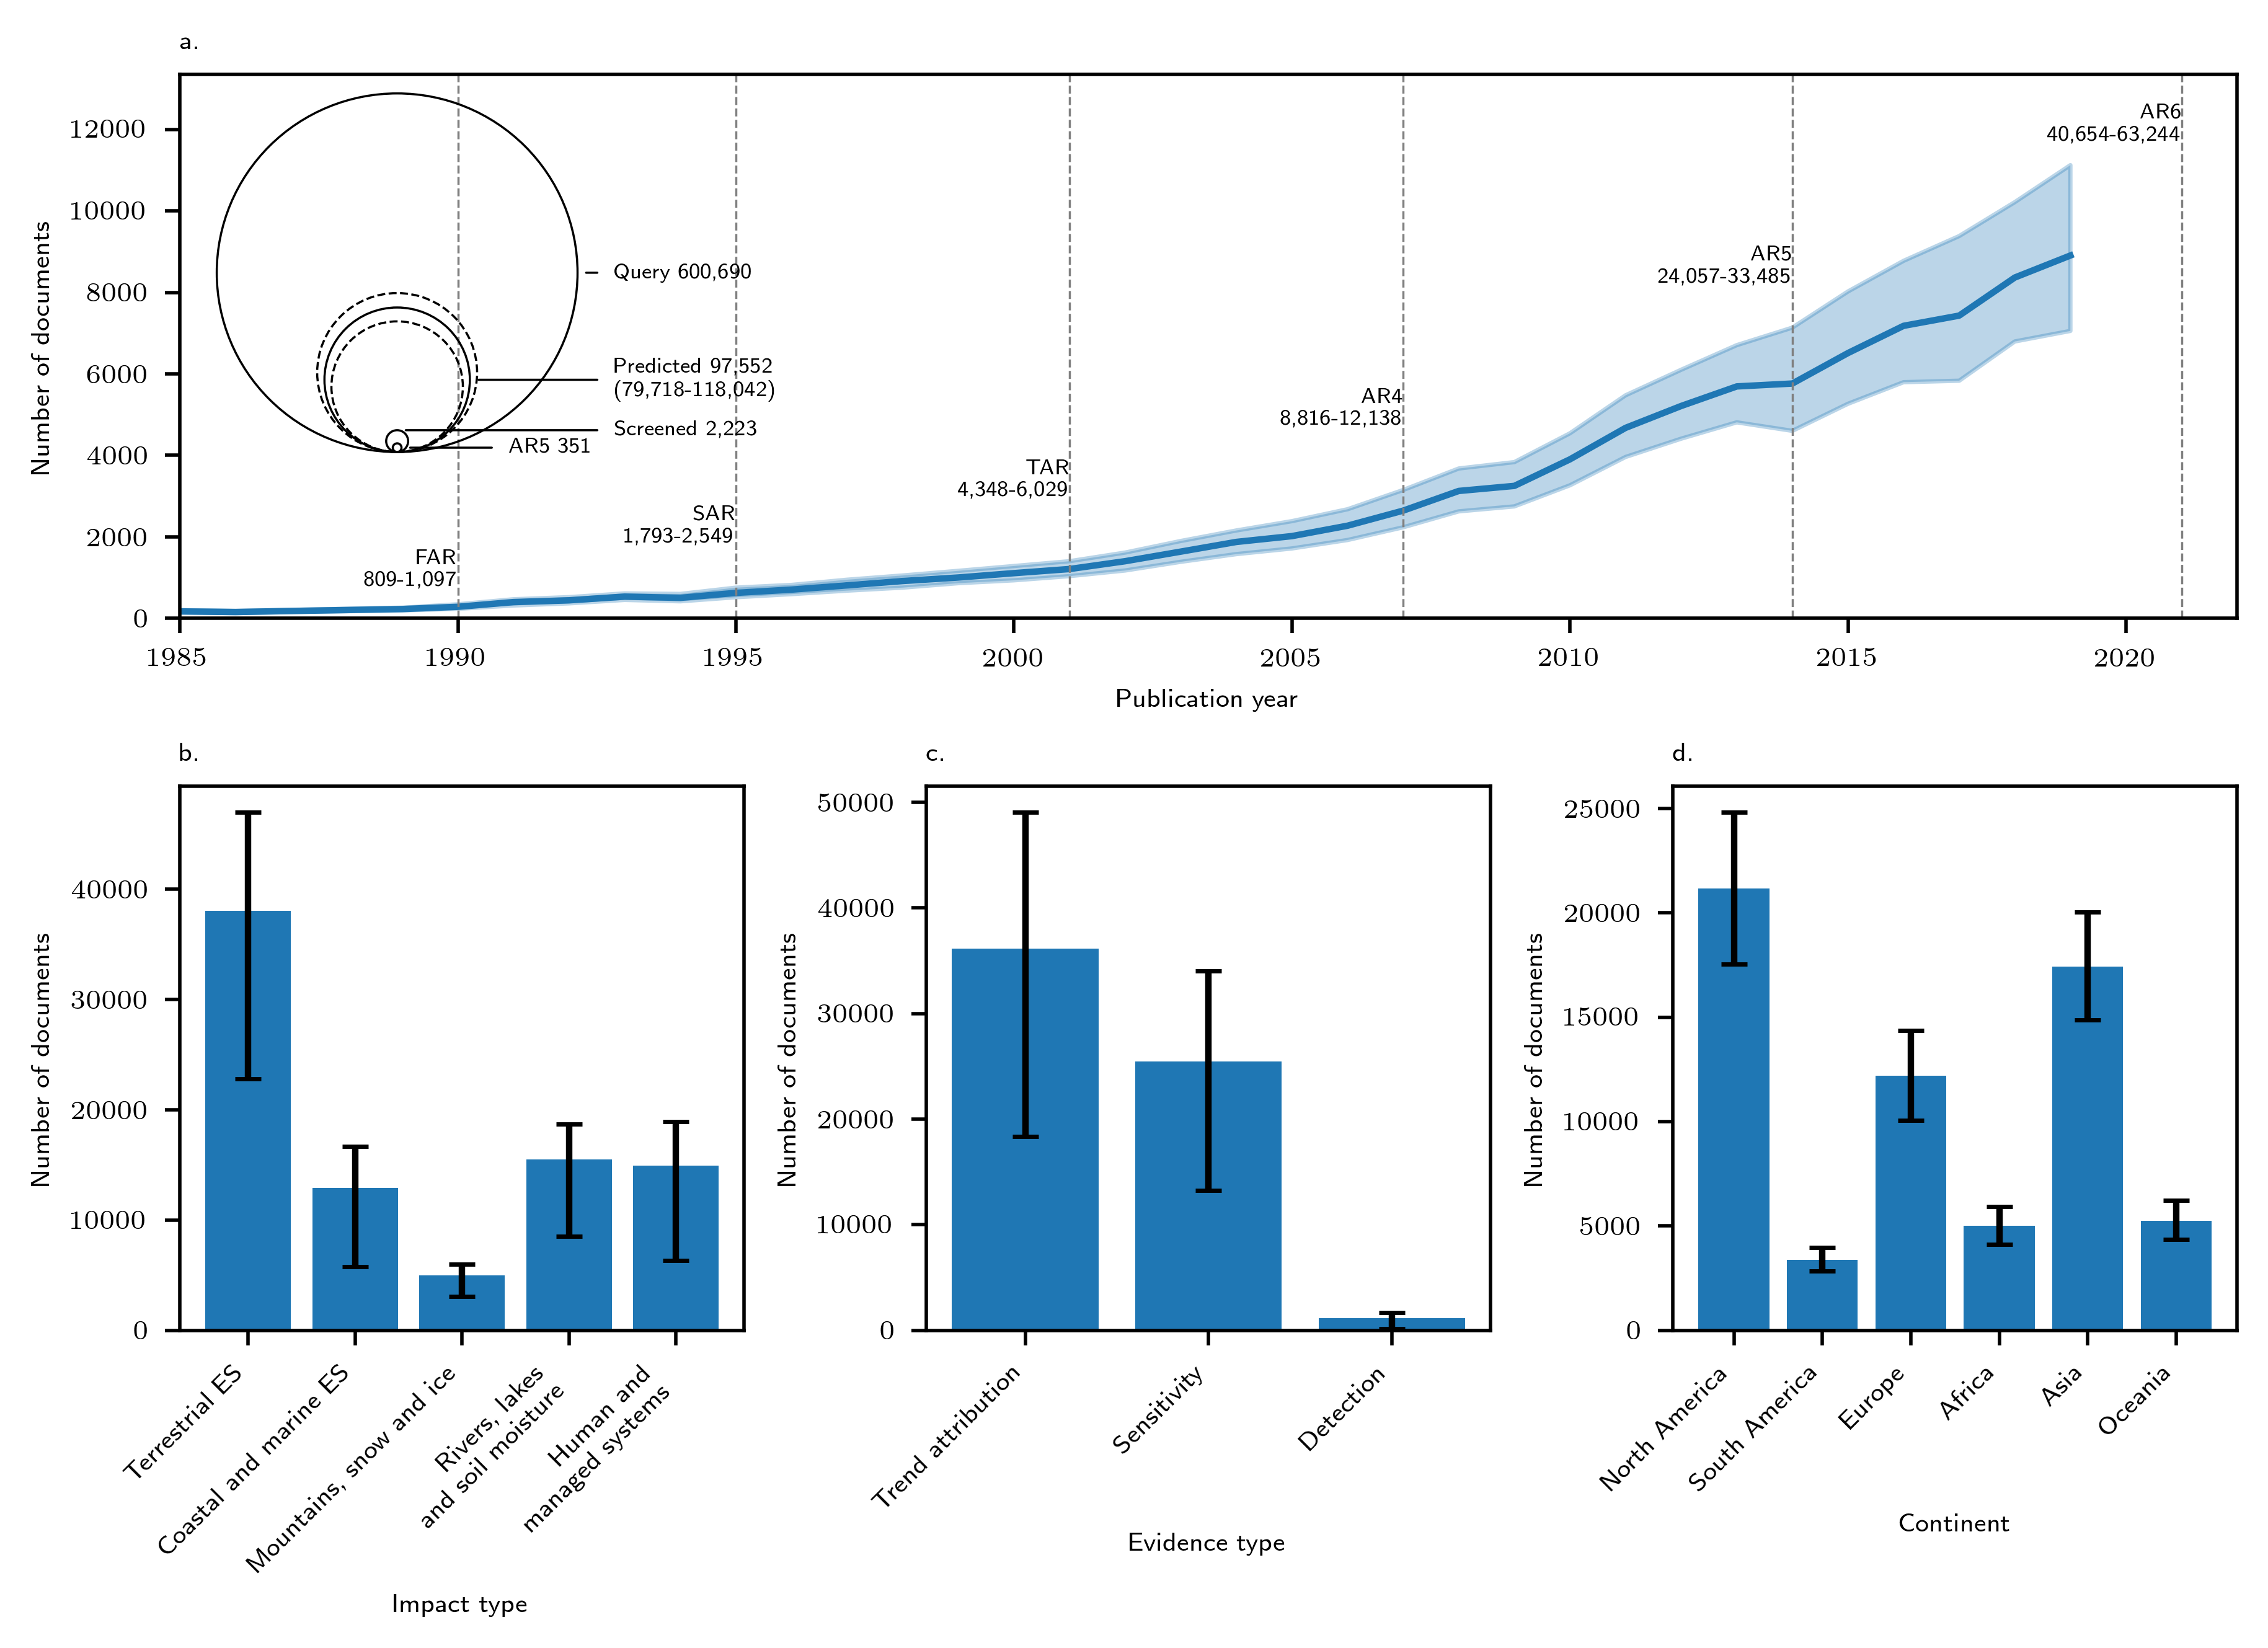 a.
Number of documents
12000
10000
8000
6000
4000
2000
0
Query 600,690
Predicted 97,552
(79,718-118,042)
Screened 2,223
AR5 351
FAR
809-1,097
SAR
1,793-2,549
TAR
4,348-6,029
AR4
8,816-12,138
AR5
24,057-33,485
AR6
40,654-63,244
1985
1990
1995
2000
2005
2010
2015
2020
Publication year
b.
Number of documents
40000
30000
20000
10000
0
Terrestrial ES
Coastal and marine ES
Mountains, snow and ice
Rivers, lakes
and soil moisture
Human and
managed systems
Impact type
c.
Number of documents
50000
40000
30000
20000
10000
0
Trend attribution
Sensitivity
Detection
Evidence type
d.
Number of documents
25000
20000
15000
10000
5000
0
North America
South America
Europe
Africa
Asia
Oceania
Continent